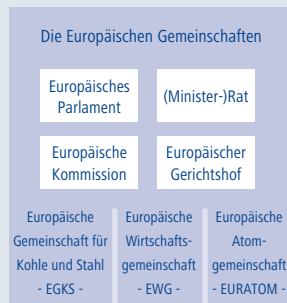 Die Europäischen Gemeinschaften
Europäisches
Parlament
(Minister-)Rat
Europäische
Kommission
Europäischer
Gerichtshof
Europäische
Gemeinschaft für
Kohle und Stahl
- EGKS -
Europäische
Wirtschafts-
gemeinschaft
- EWG -
Europäische
Atom-
gemeinschaft
- EURATOM -